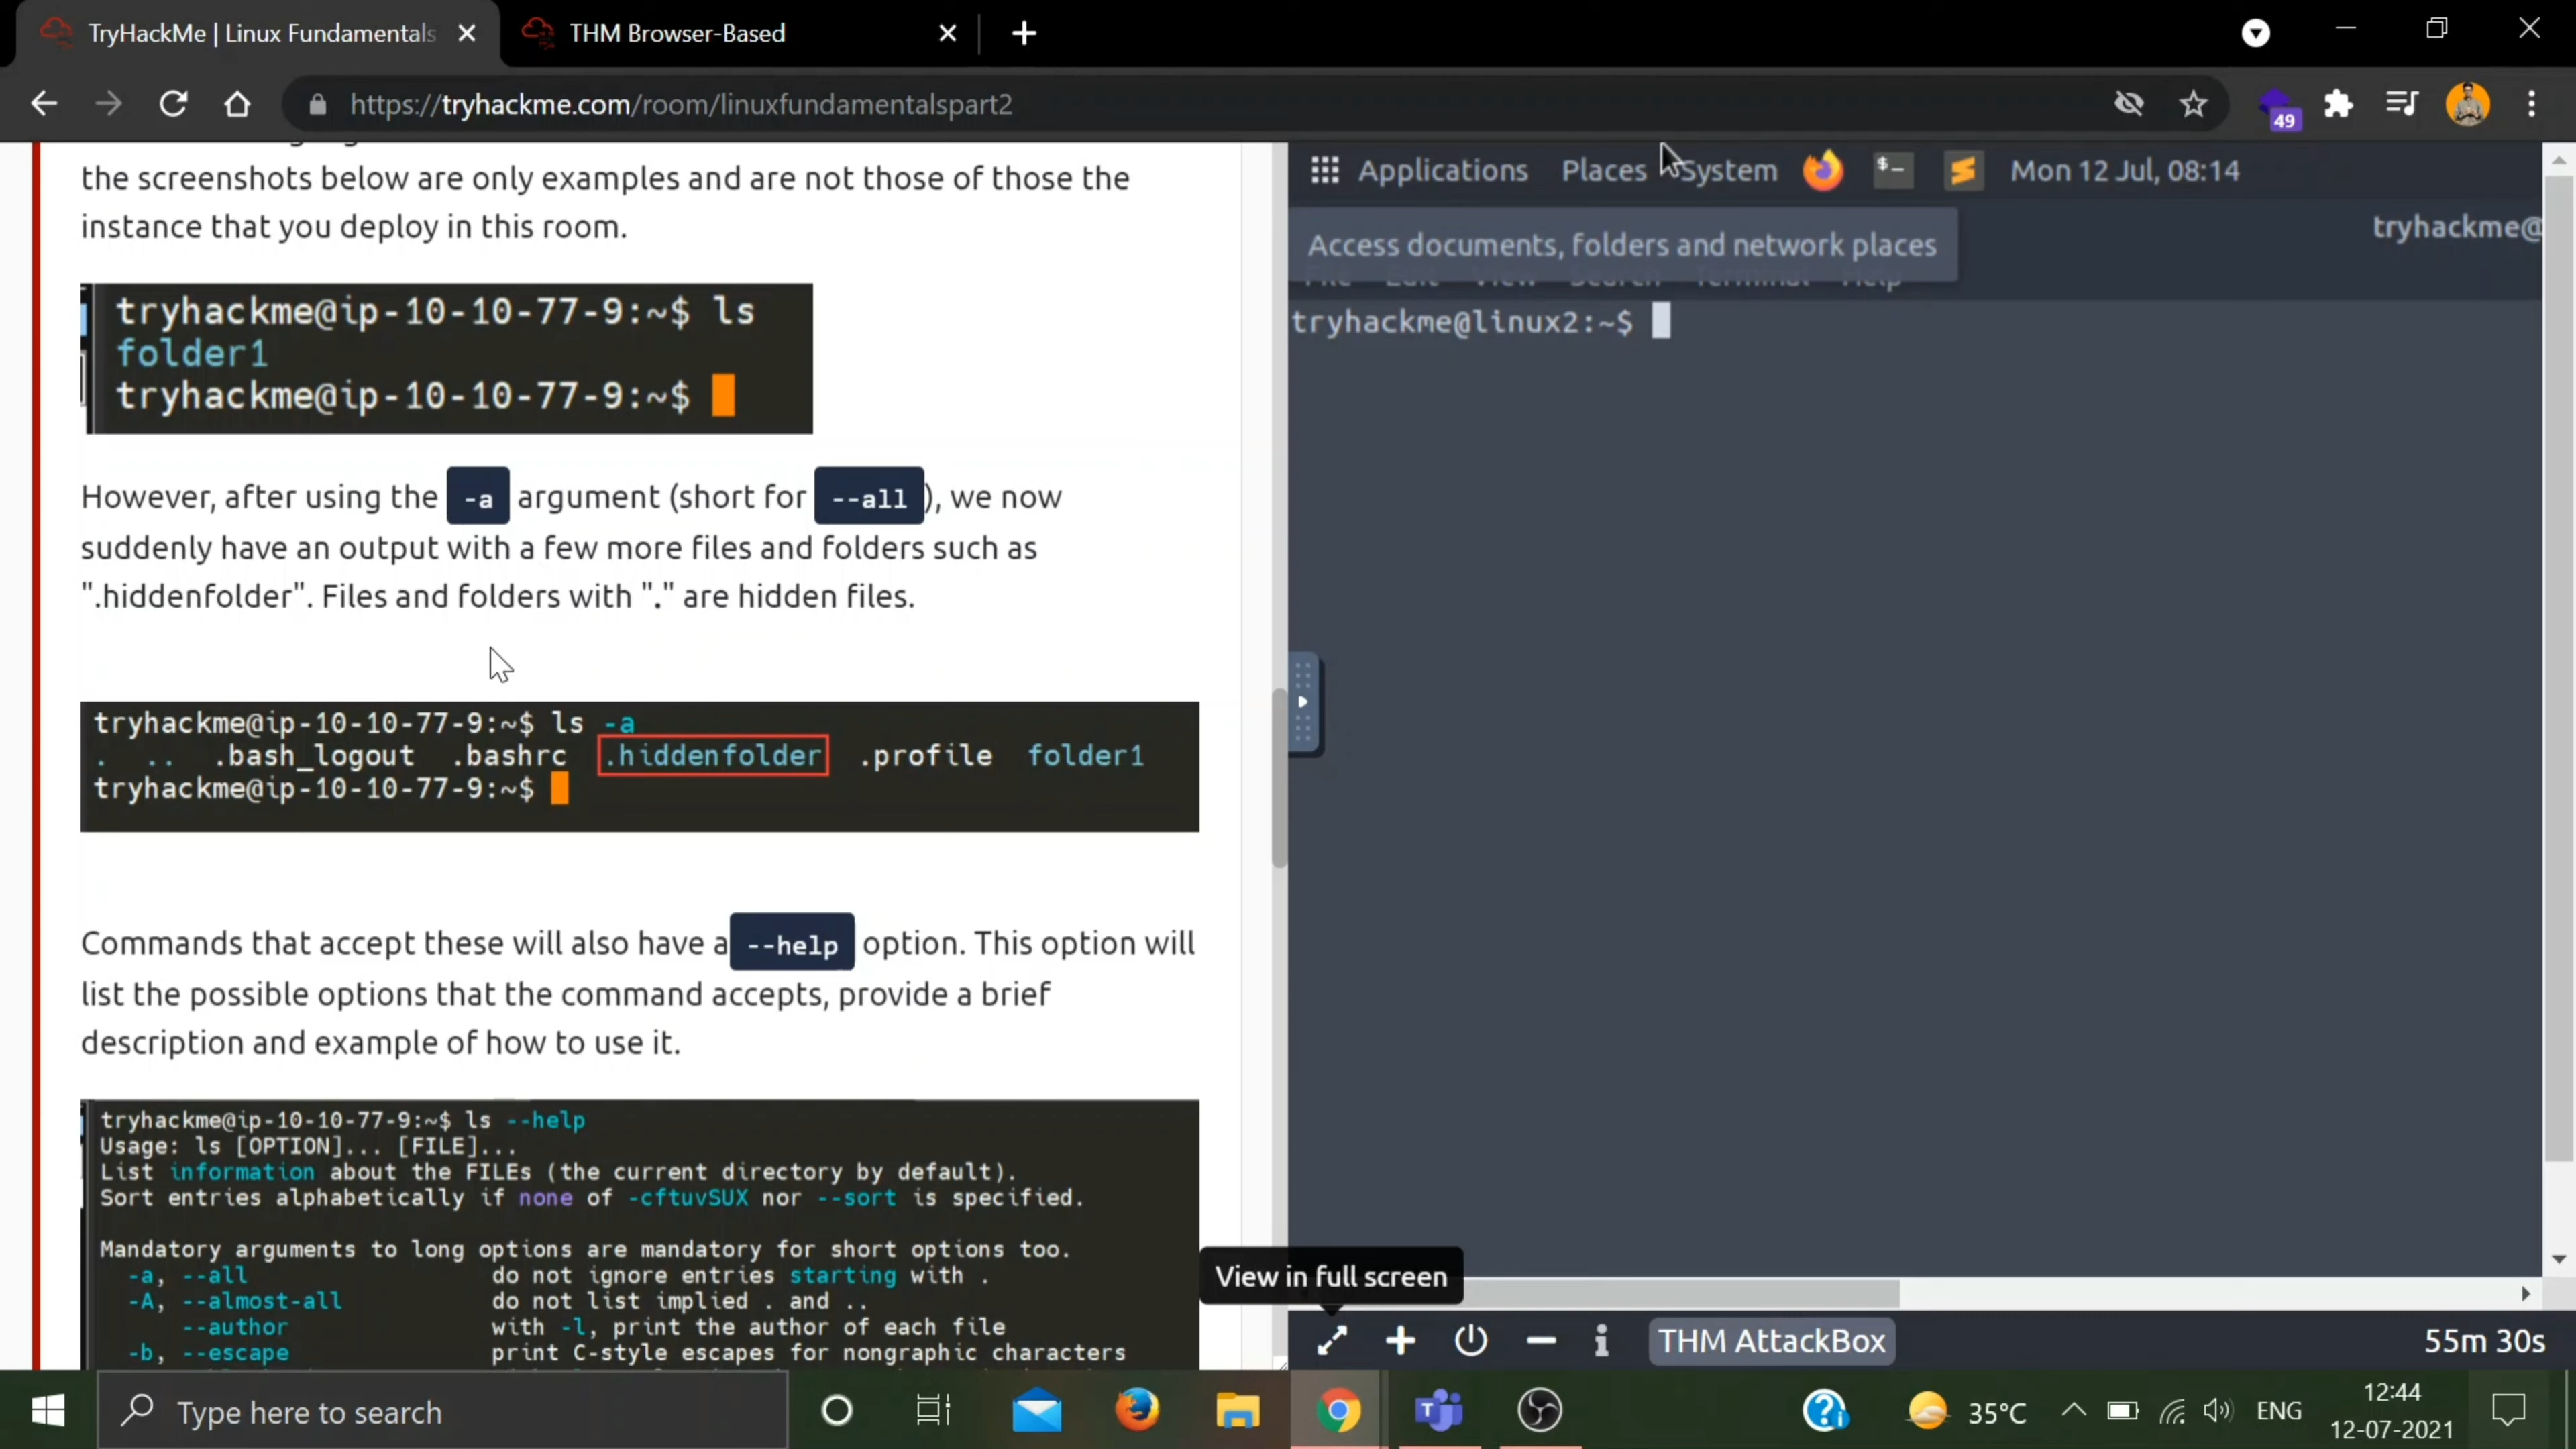 TryHackMe | Linux Fundamentals
THM Browser-Based
https://tryhackme.com/room/linuxfundamentalspart2
49
the screenshots below are only examples and are not those of those the
instance that you deploy in this room.
tryhackme@ip-10-10-77-9:~$ ls
folder1
tryhackme@ip-10-10-77-9:~$
However, after using the -a argument (short for --all), we now
suddenly have an output with a few more files and folders such as
".hiddenfolder". Files and folders with "." are hidden files.
tryhackme@ip-10-10-77-9:~$ ls -a
. .. .bash_logout .bashrc .hiddenfolder .profile folder1
tryhackme@ip-10-10-77-9:~$
Commands that accept these will also have a --help option. This option will
list the possible options that the command accepts, provide a brief
description and example of how to use it.
tryhackme@ip-10-10-77-9:~$ ls --help
Usage: ls [OPTION]... [FILE]...
List information about the FILEs (the current directory by default).
Sort entries alphabetically if none of -cftuvSUX nor --sort is specified.
Mandatory arguments to long options are mandatory for short options too.
-a, --all do not ignore entries starting with .
-A, --almost-all do not list implied . and ..
--author with -l, print the author of each file
-b, --escape print C-style escapes for nongraphic characters
Applications Places System $_ Mon 12 Jul, 08:14
tryhackme@
Access documents, folders and network places
File Edit View Search Terminal Help
tryhackme@linux2:~$
View in full screen
THM AttackBox 55m 30s
Type here to search
35°C ENG
12:44
12-07-2021